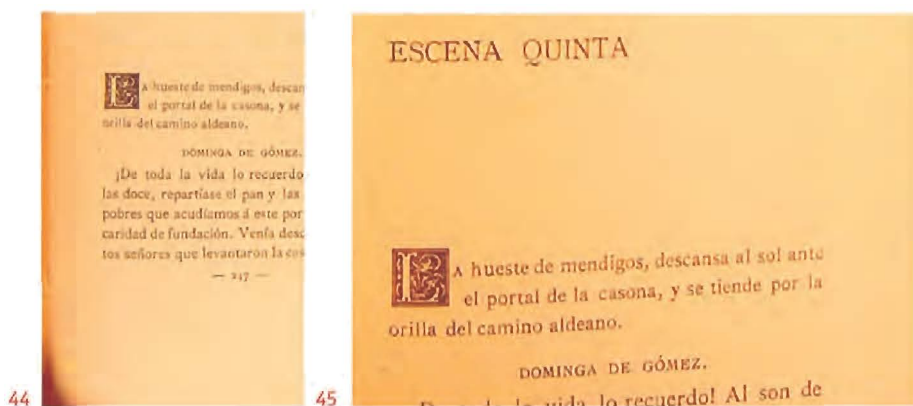 LA hueste de mendigos, descan
el portal de la casona, y se
orilla del camino aldeano.
DOMINGA DE GÓMEZ.
¡De toda la vida lo recuerdo
las doce, repartíase el pan y las
pobres que acudíamos á este por
caridad de fundación. Venía desd
tos señores que levantaron la cas
— 247 —
44
ESCENA QUINTA
LA hueste de mendigos, descansa al sol ante
el portal de la casona, y se tiende por la
orilla del camino aldeano.
DOMINGA DE GÓMEZ.
la vida lo recuerdo! Al son de
45